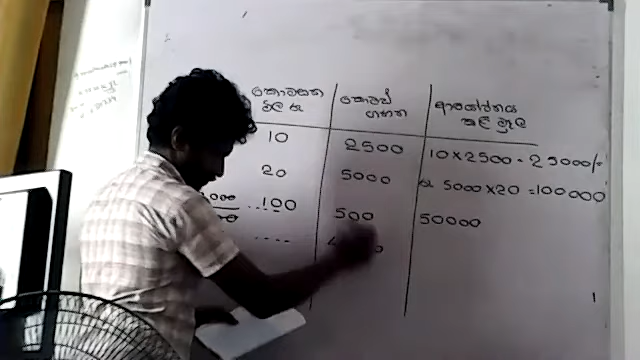 කොටසක මිල රු කොටස් ගණන ආයෝජනය කළ මුදල
10 2500 10 × 2500 = 25000/=
20 5000 රු 5000 × 20 = 100000
....100 500 50000
....